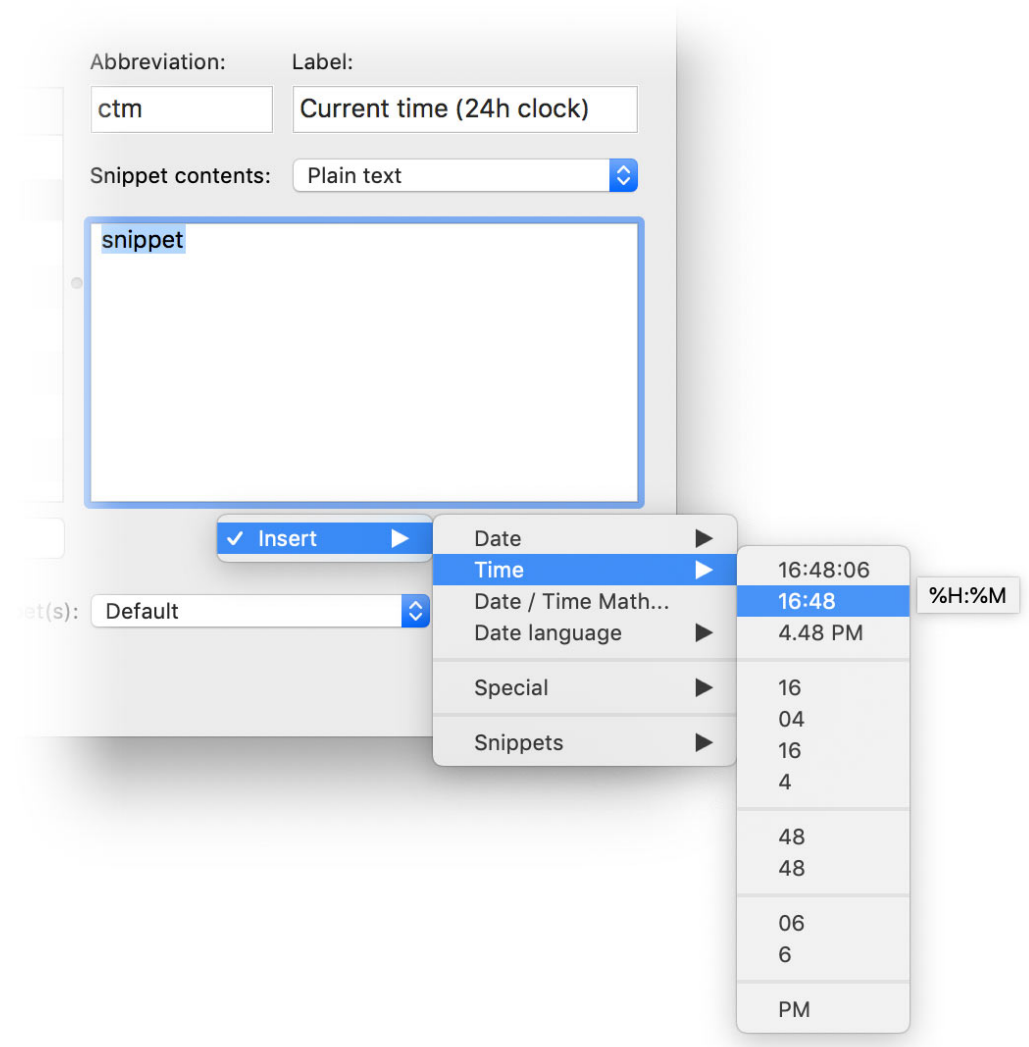 Abbreviation: Label:
ctm Current time (24h clock)
Snippet contents: Plain text
snippet
✓ Insert
Default
Date
Time
Date / Time Math...
Date language
Special
Snippets
16:48:06
16:48
4.48 PM
16
04
16
4
48
48
06
6
PM
%H:%M